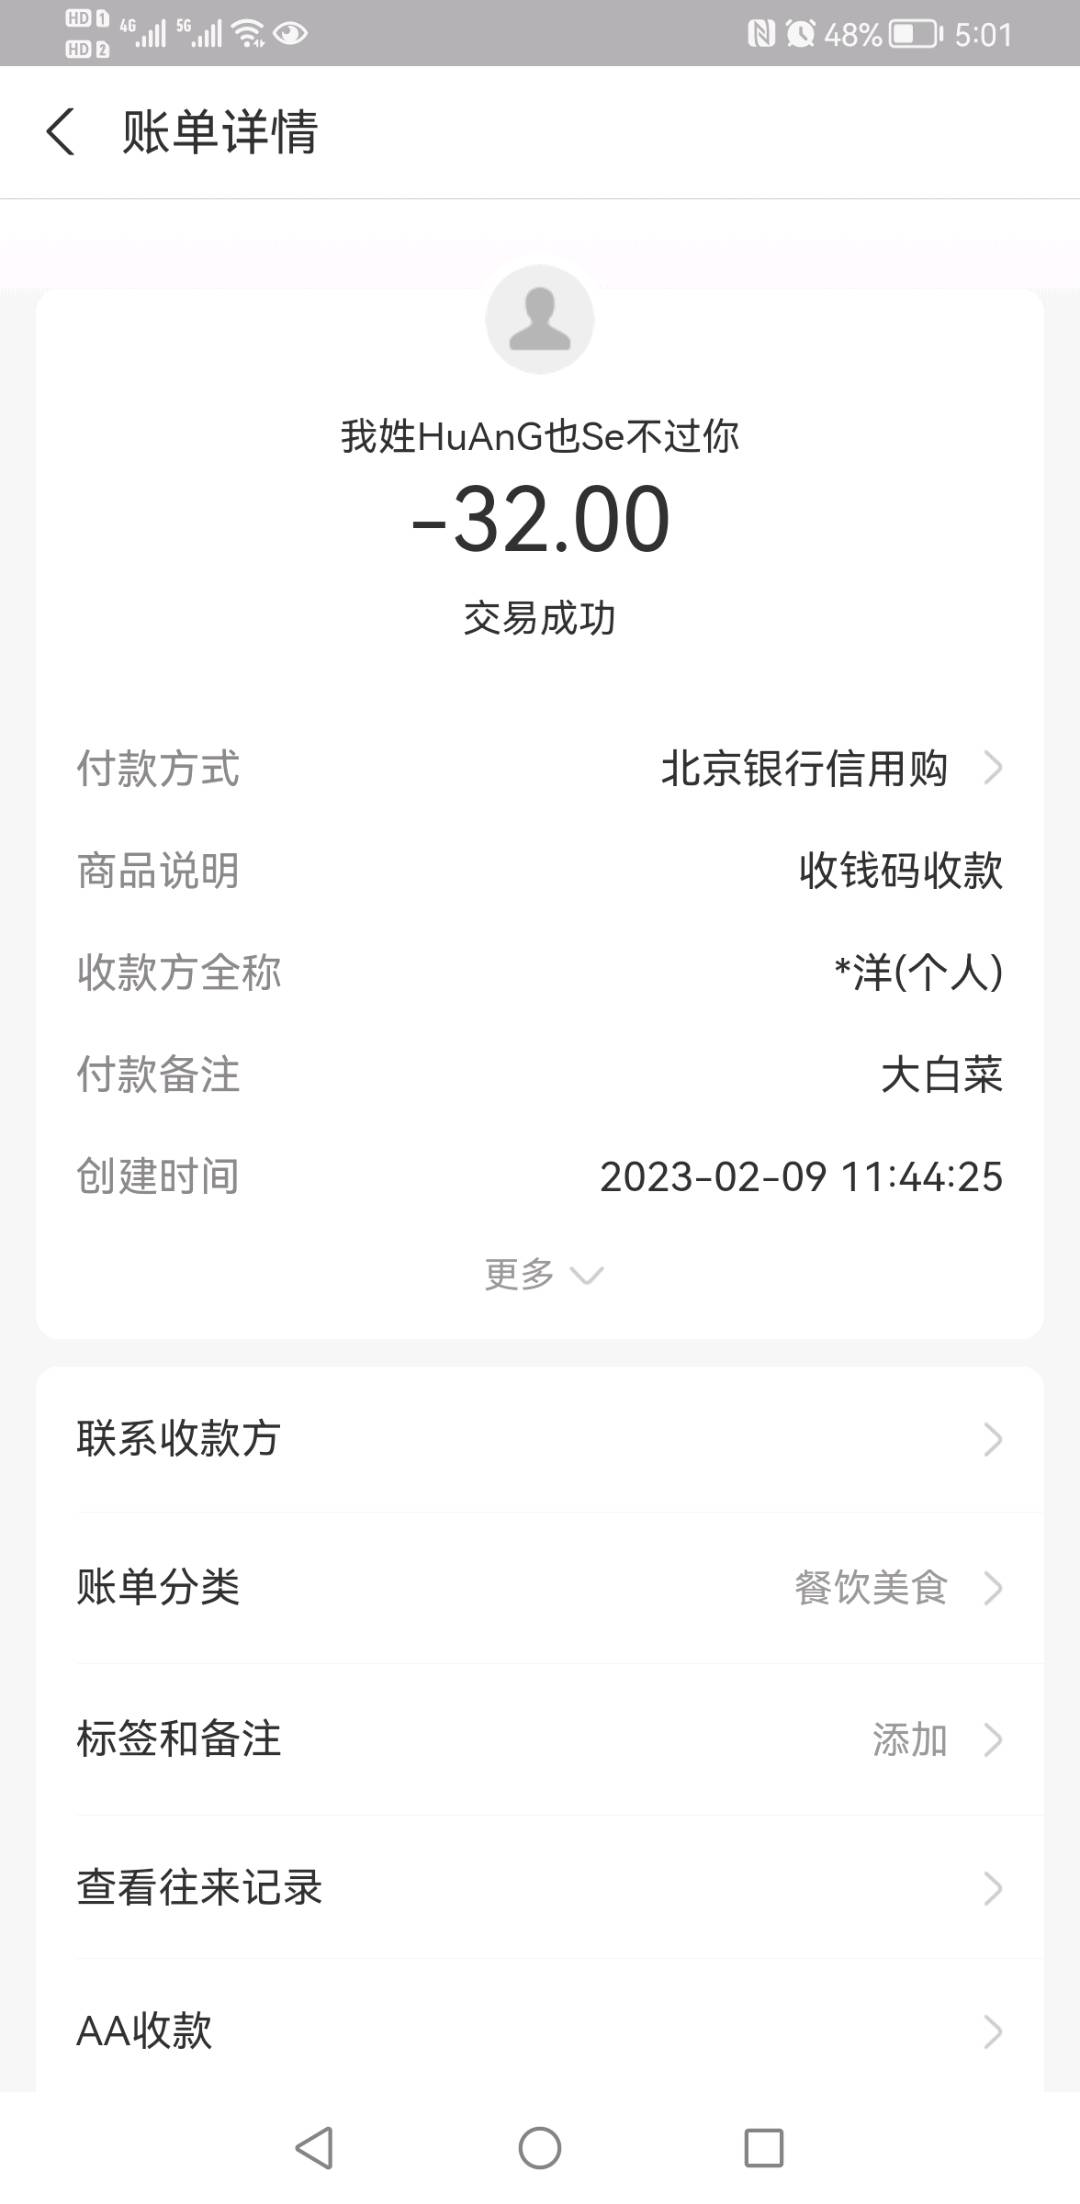 HD 1 4G 5G 48% 5:01
HD 2
账单详情
我姓HuAnG也Se不过你
-32.00
交易成功
付款方式 北京银行信用购
商品说明 收钱码收款
收款方全称 *洋(个人)
付款备注 大白菜
创建时间 2023-02-09 11:44:25
更多
联系收款方
账单分类 餐饮美食
标签和备注 添加
查看往来记录
AA收款